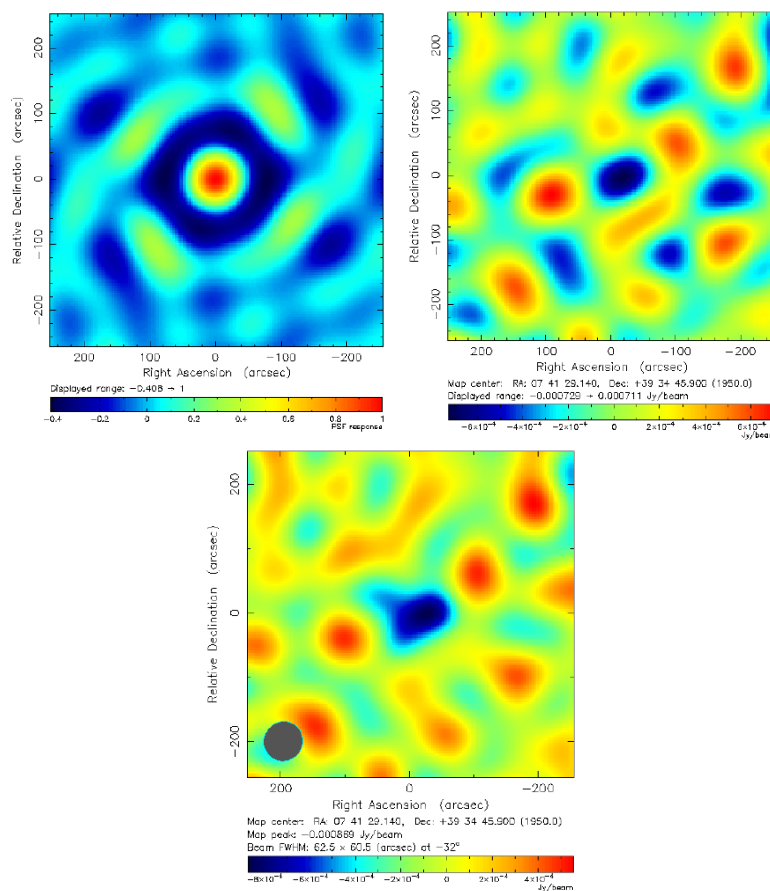 Relative Declination (arcsec)
200
100
0
-100
-200
200 100 0 -100 -200
Right Ascension (arcsec)
Displayed range: -0.408 → 1
-0.4 -0.2 0 0.2 0.4 0.6 0.8 1
PSF response
Relative Declination (arcsec)
200
100
0
-100
-200
200 100 0 -100 -200
Right Ascension (arcsec)
Map center: RA: 07 41 29.140, Dec: +39 34 45.900 (1950.0)
Displayed range: -0.000729 → 0.000711 Jy/beam
-6×10⁻⁴ -4×10⁻⁴ -2×10⁻⁴ 0 2×10⁻⁴ 4×10⁻⁴ 6×10⁻⁴
Jy/beam
Relative Declination (arcsec)
200
0
-200
200 0 -200
Right Ascension (arcsec)
Map center: RA: 07 41 29.140, Dec: +39 34 45.900 (1950.0)
Map peak: -0.000869 Jy/beam
Beam FWHM: 62.5 × 60.5 (arcsec) at -32°
-8×10⁻⁴ -6×10⁻⁴ -4×10⁻⁴ -2×10⁻⁴ 0 2×10⁻⁴ 4×10⁻⁴
Jy/beam